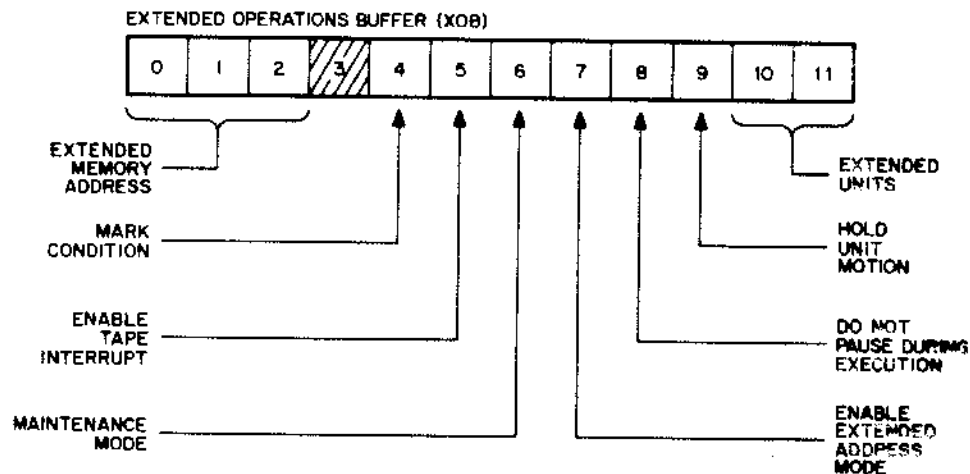 EXTENDED OPERATIONS BUFFER (XOB)
0 1 2 3 4 5 6 7 8 9 10 11
EXTENDED
MEMORY
ADDRESS
EXTENDED
UNITS
MARK
CONDITION
HOLD
UNIT
MOTION
ENABLE
TAPE
INTERRUPT
DO NOT
PAUSE DURING
EXECUTION
MAINTENANCE
MODE
ENABLE
EXTENDED
ADDRESS
MODE